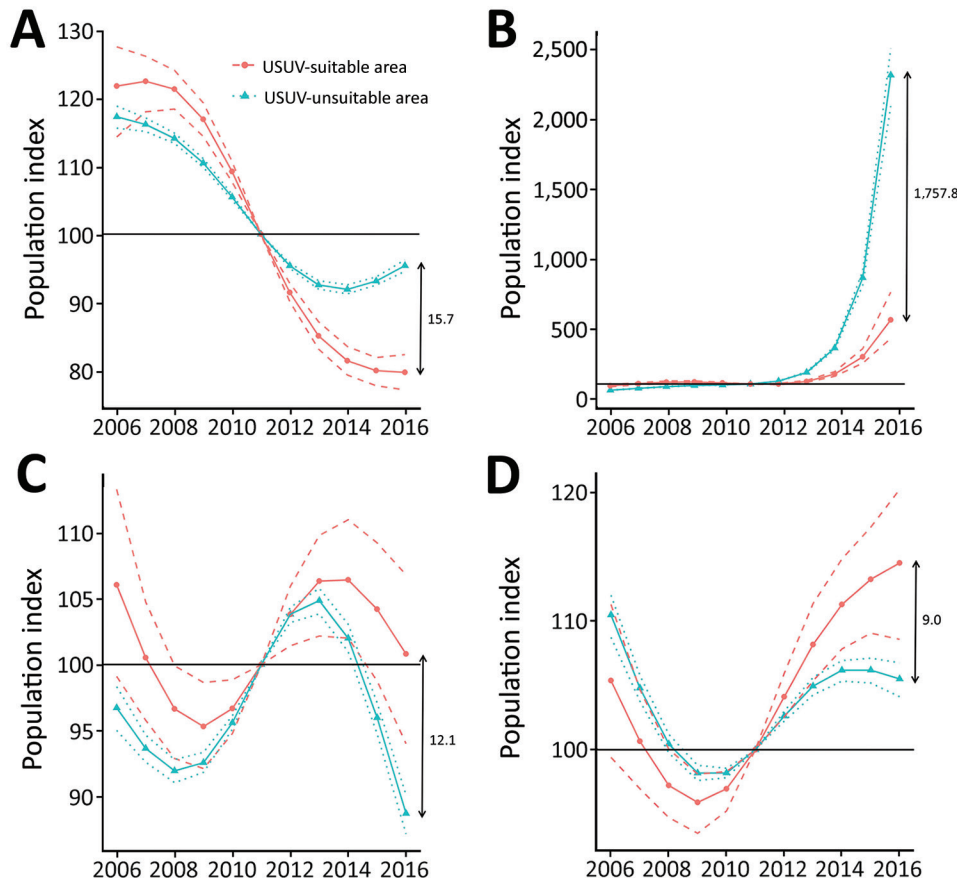 A
Population index
130
120
110
100
90
80
2006 2008 2010 2012 2014 2016
USUV-suitable area
USUV-unsuitable area
15.7
B
Population index
2,500
2,000
1,500
1,000
500
0
2006 2008 2010 2012 2014 2016
1,757.8
C
Population index
110
105
100
95
90
2006 2008 2010 2012 2014 2016
12.1
D
Population index
120
110
100
2006 2008 2010 2012 2014 2016
9.0